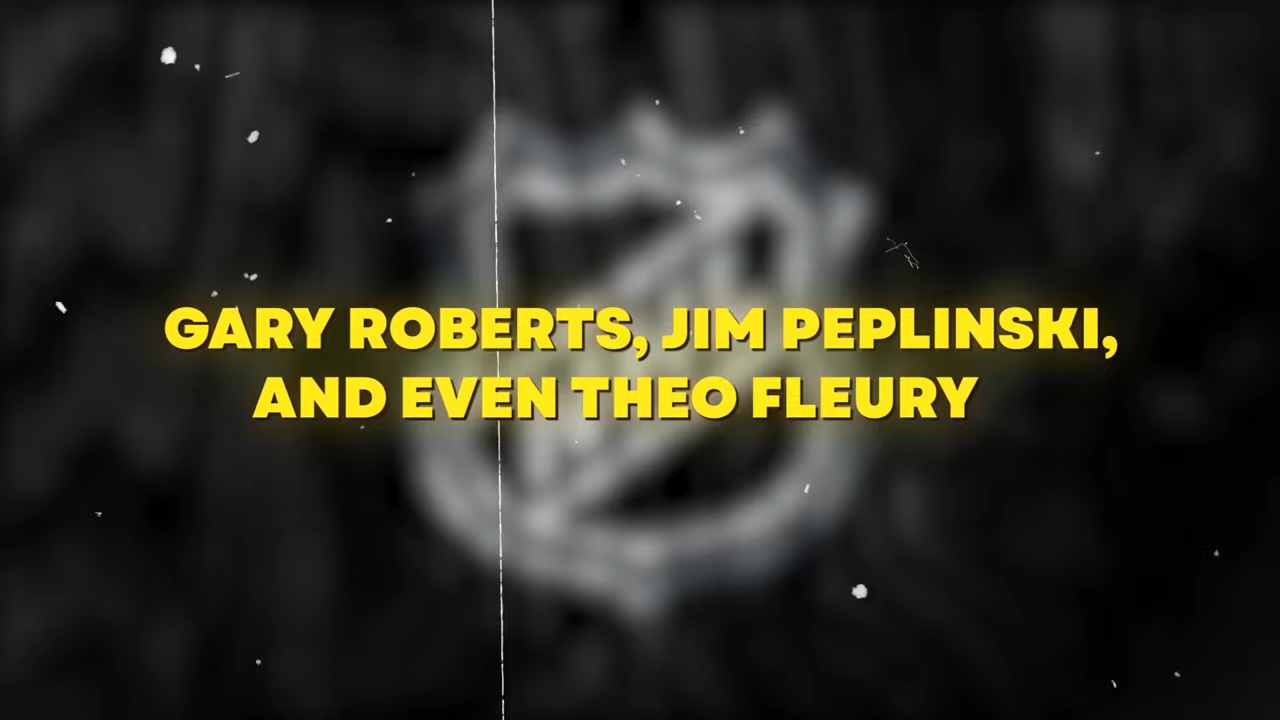 GARY ROBERTS, JIM PEPLINSKI,
AND EVEN THEO FLEURY